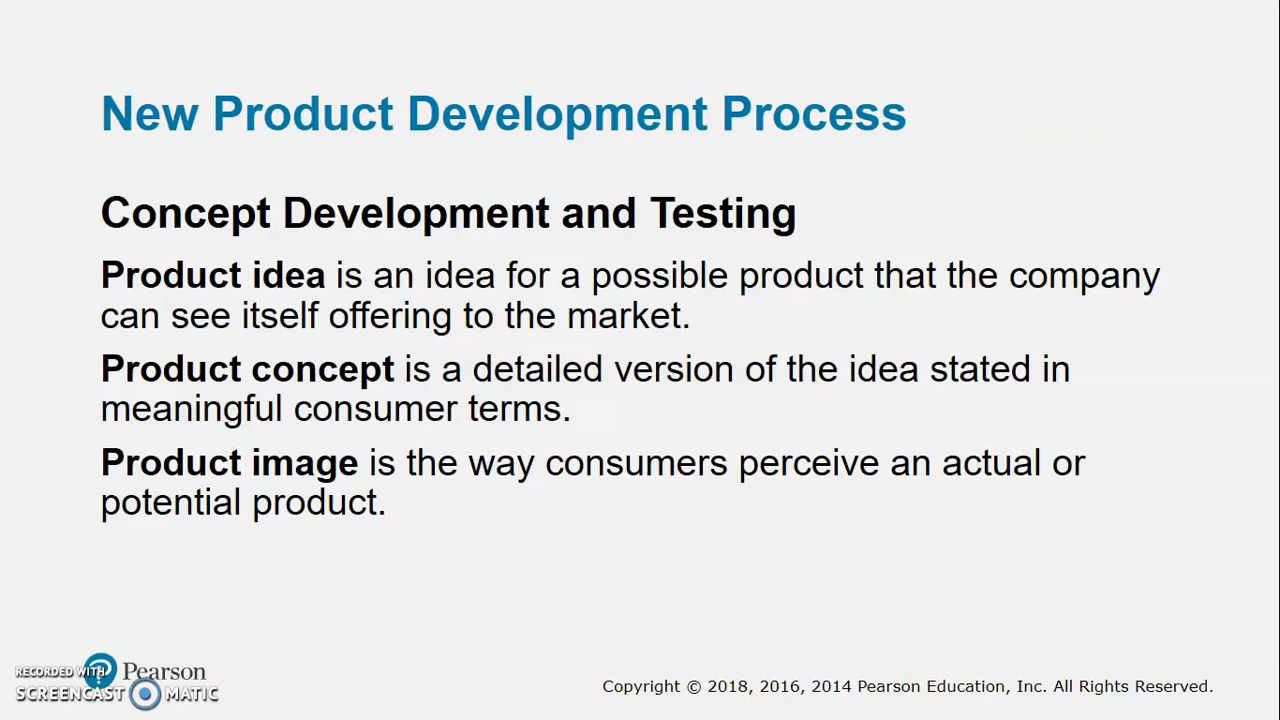 New Product Development Process
Concept Development and Testing
Product idea is an idea for a possible product that the company
can see itself offering to the market.
Product concept is a detailed version of the idea stated in
meaningful consumer terms.
Product image is the way consumers perceive an actual or
potential product.
RECORDED WITH
Pearson
SCREENCAST MATIC
Copyright © 2018, 2016, 2014 Pearson Education, Inc. All Rights Reserved.